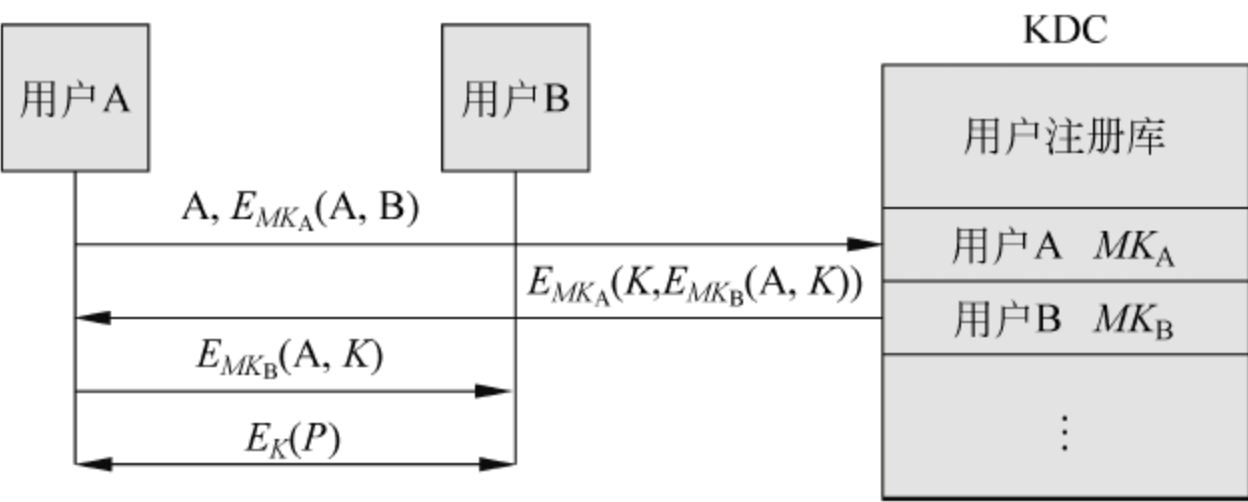 KDC
用户A
用户B
用户注册库
A, E_{MK_A}(A, B)
用户A MK_A
E_{MK_A}(K,E_{MK_B}(A, K))
用户B MK_B
E_{MK_B}(A, K)
⋮
E_K(P)